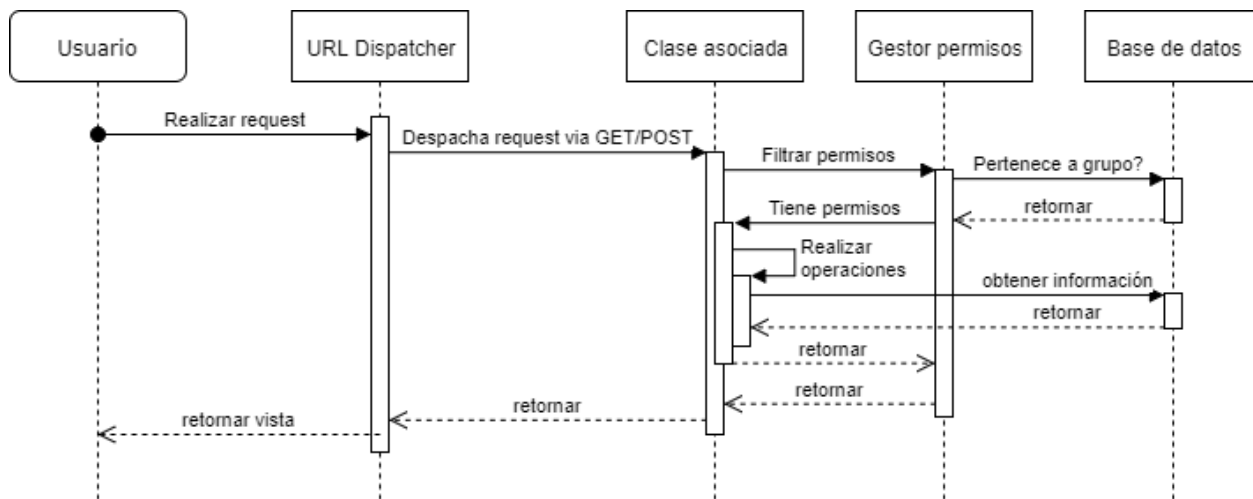 Usuario
URL Dispatcher
Clase asociada
Gestor permisos
Base de datos
Realizar request
Despacha request via GET/POST
Filtrar permisos
Pertenece a grupo?
retornar
Tiene permisos
Realizar
operaciones
obtener información
retornar
retornar
retornar
retornar
retornar vista